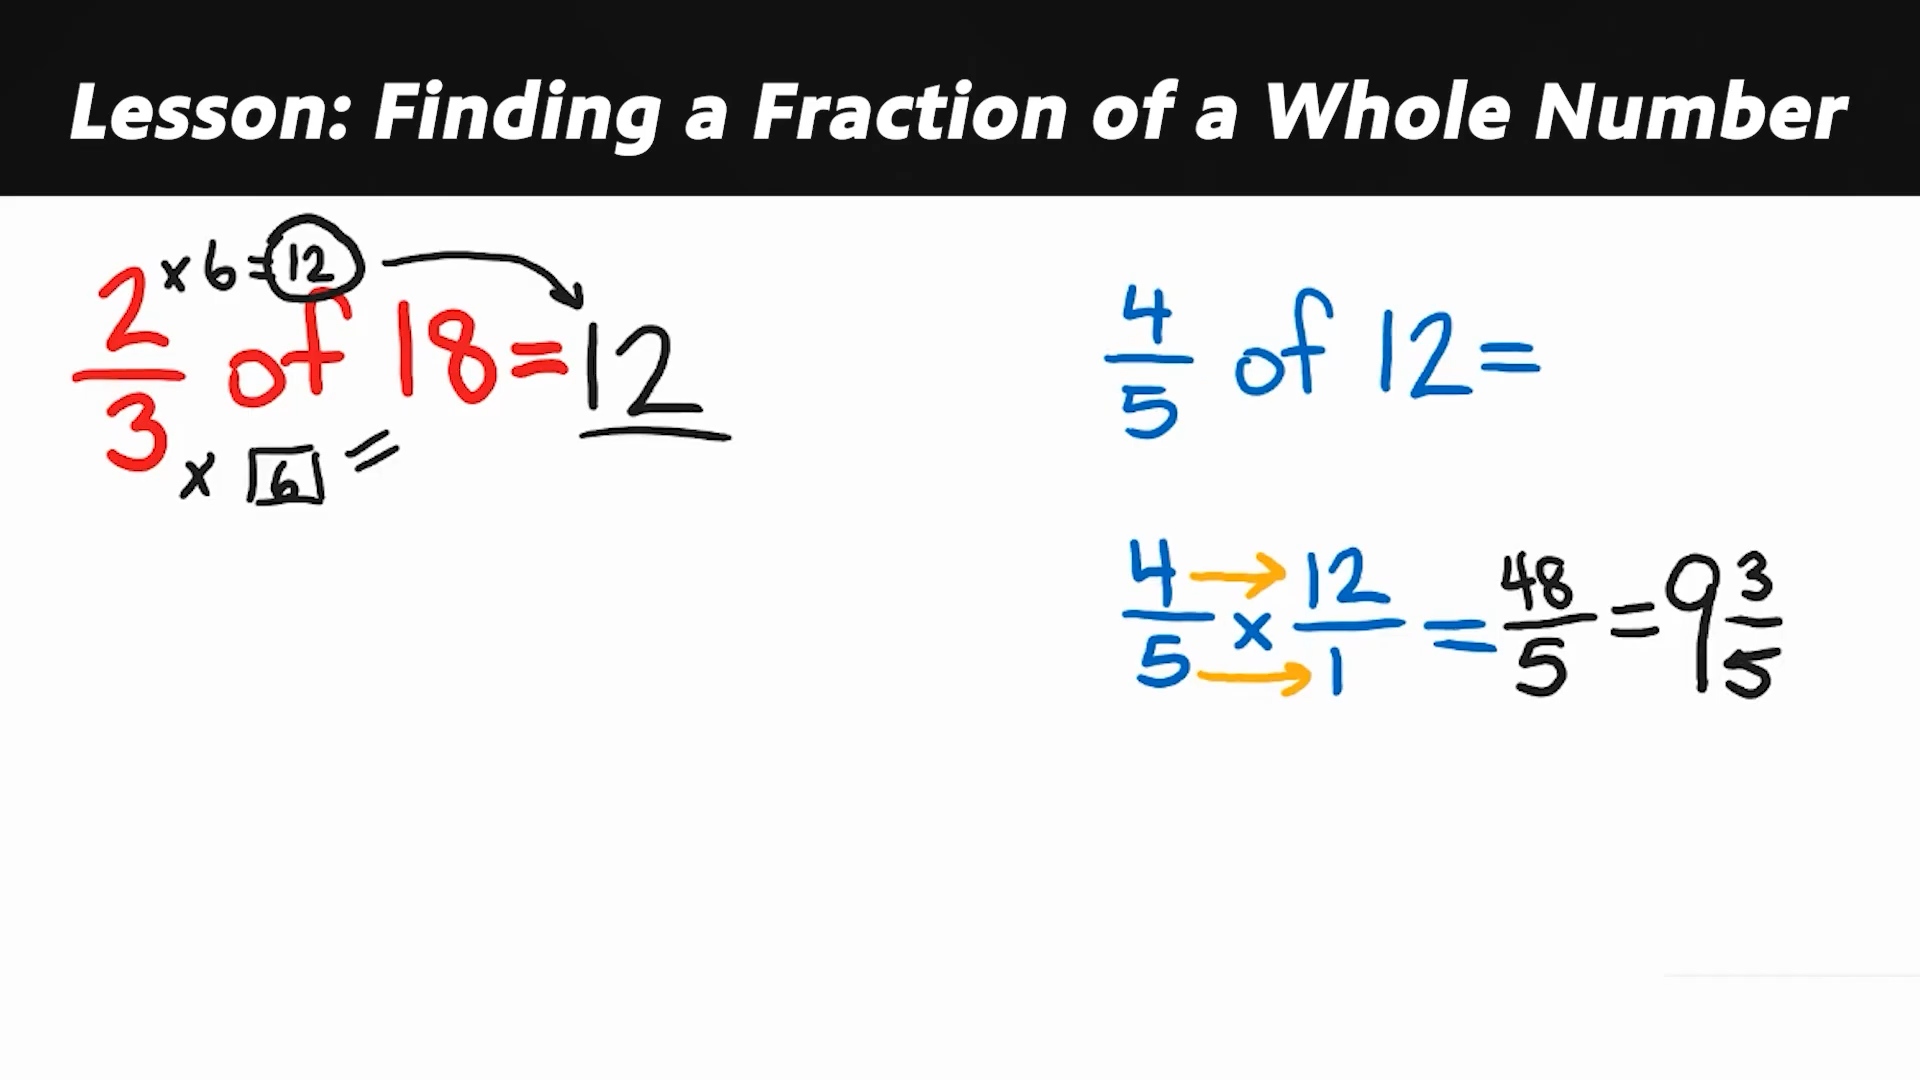 Lesson: Finding a Fraction of a Whole Number
× 6 = 12
2/3 of 18 = 12
× 6 =
4/5 of 12 =
4/5 × 12/1 = 48/5 = 9 3/5